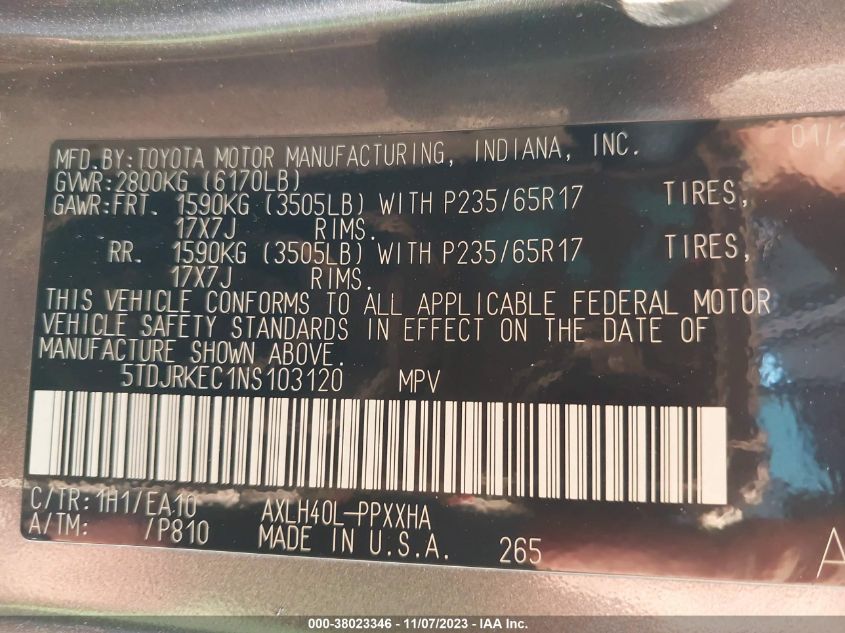 MFD.BY:TOYOTA MOTOR MANUFACTURING, INDIANA, INC. 01/
GVWR:2800KG (6170LB)
GAWR:FRT. 1590KG (3505LB) WITH P235/65R17 TIRES,
17X7J RIMS.
RR. 1590KG (3505LB) WITH P235/65R17 TIRES,
17X7J RIMS.
THIS VEHICLE CONFORMS TO ALL APPLICABLE FEDERAL MOTOR
VEHICLE SAFETY STANDARDS IN EFFECT ON THE DATE OF
MANUFACTURE SHOWN ABOVE.
5TDJRKEC1NS103120 MPV
C/TR:1H1/EA10 AXLH40L-PPXXHA
A/TM: /P810 MADE IN U.S.A. 265 A
000-38023346 - 11/07/2023 - IAA Inc.